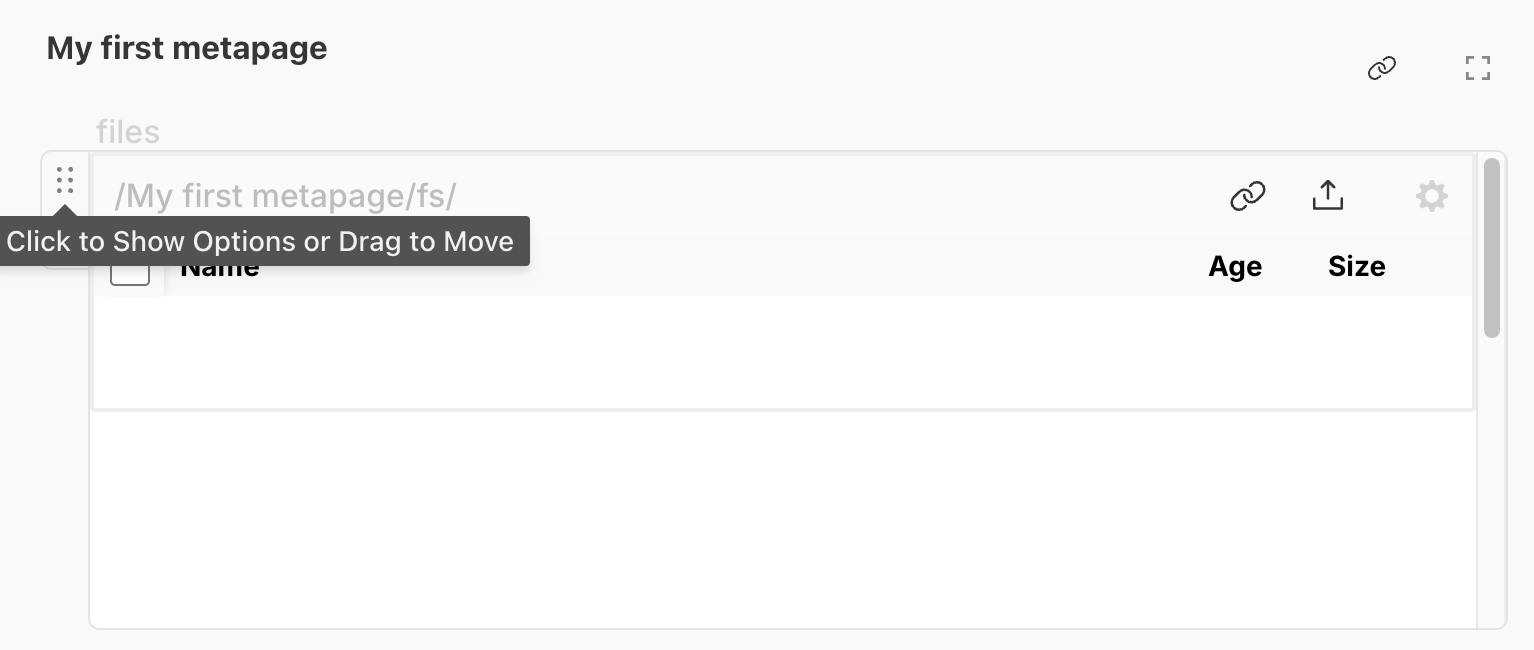 My first metapage
files
/My first metapage/fs/
Click to Show Options or Drag to Move
Name Age Size